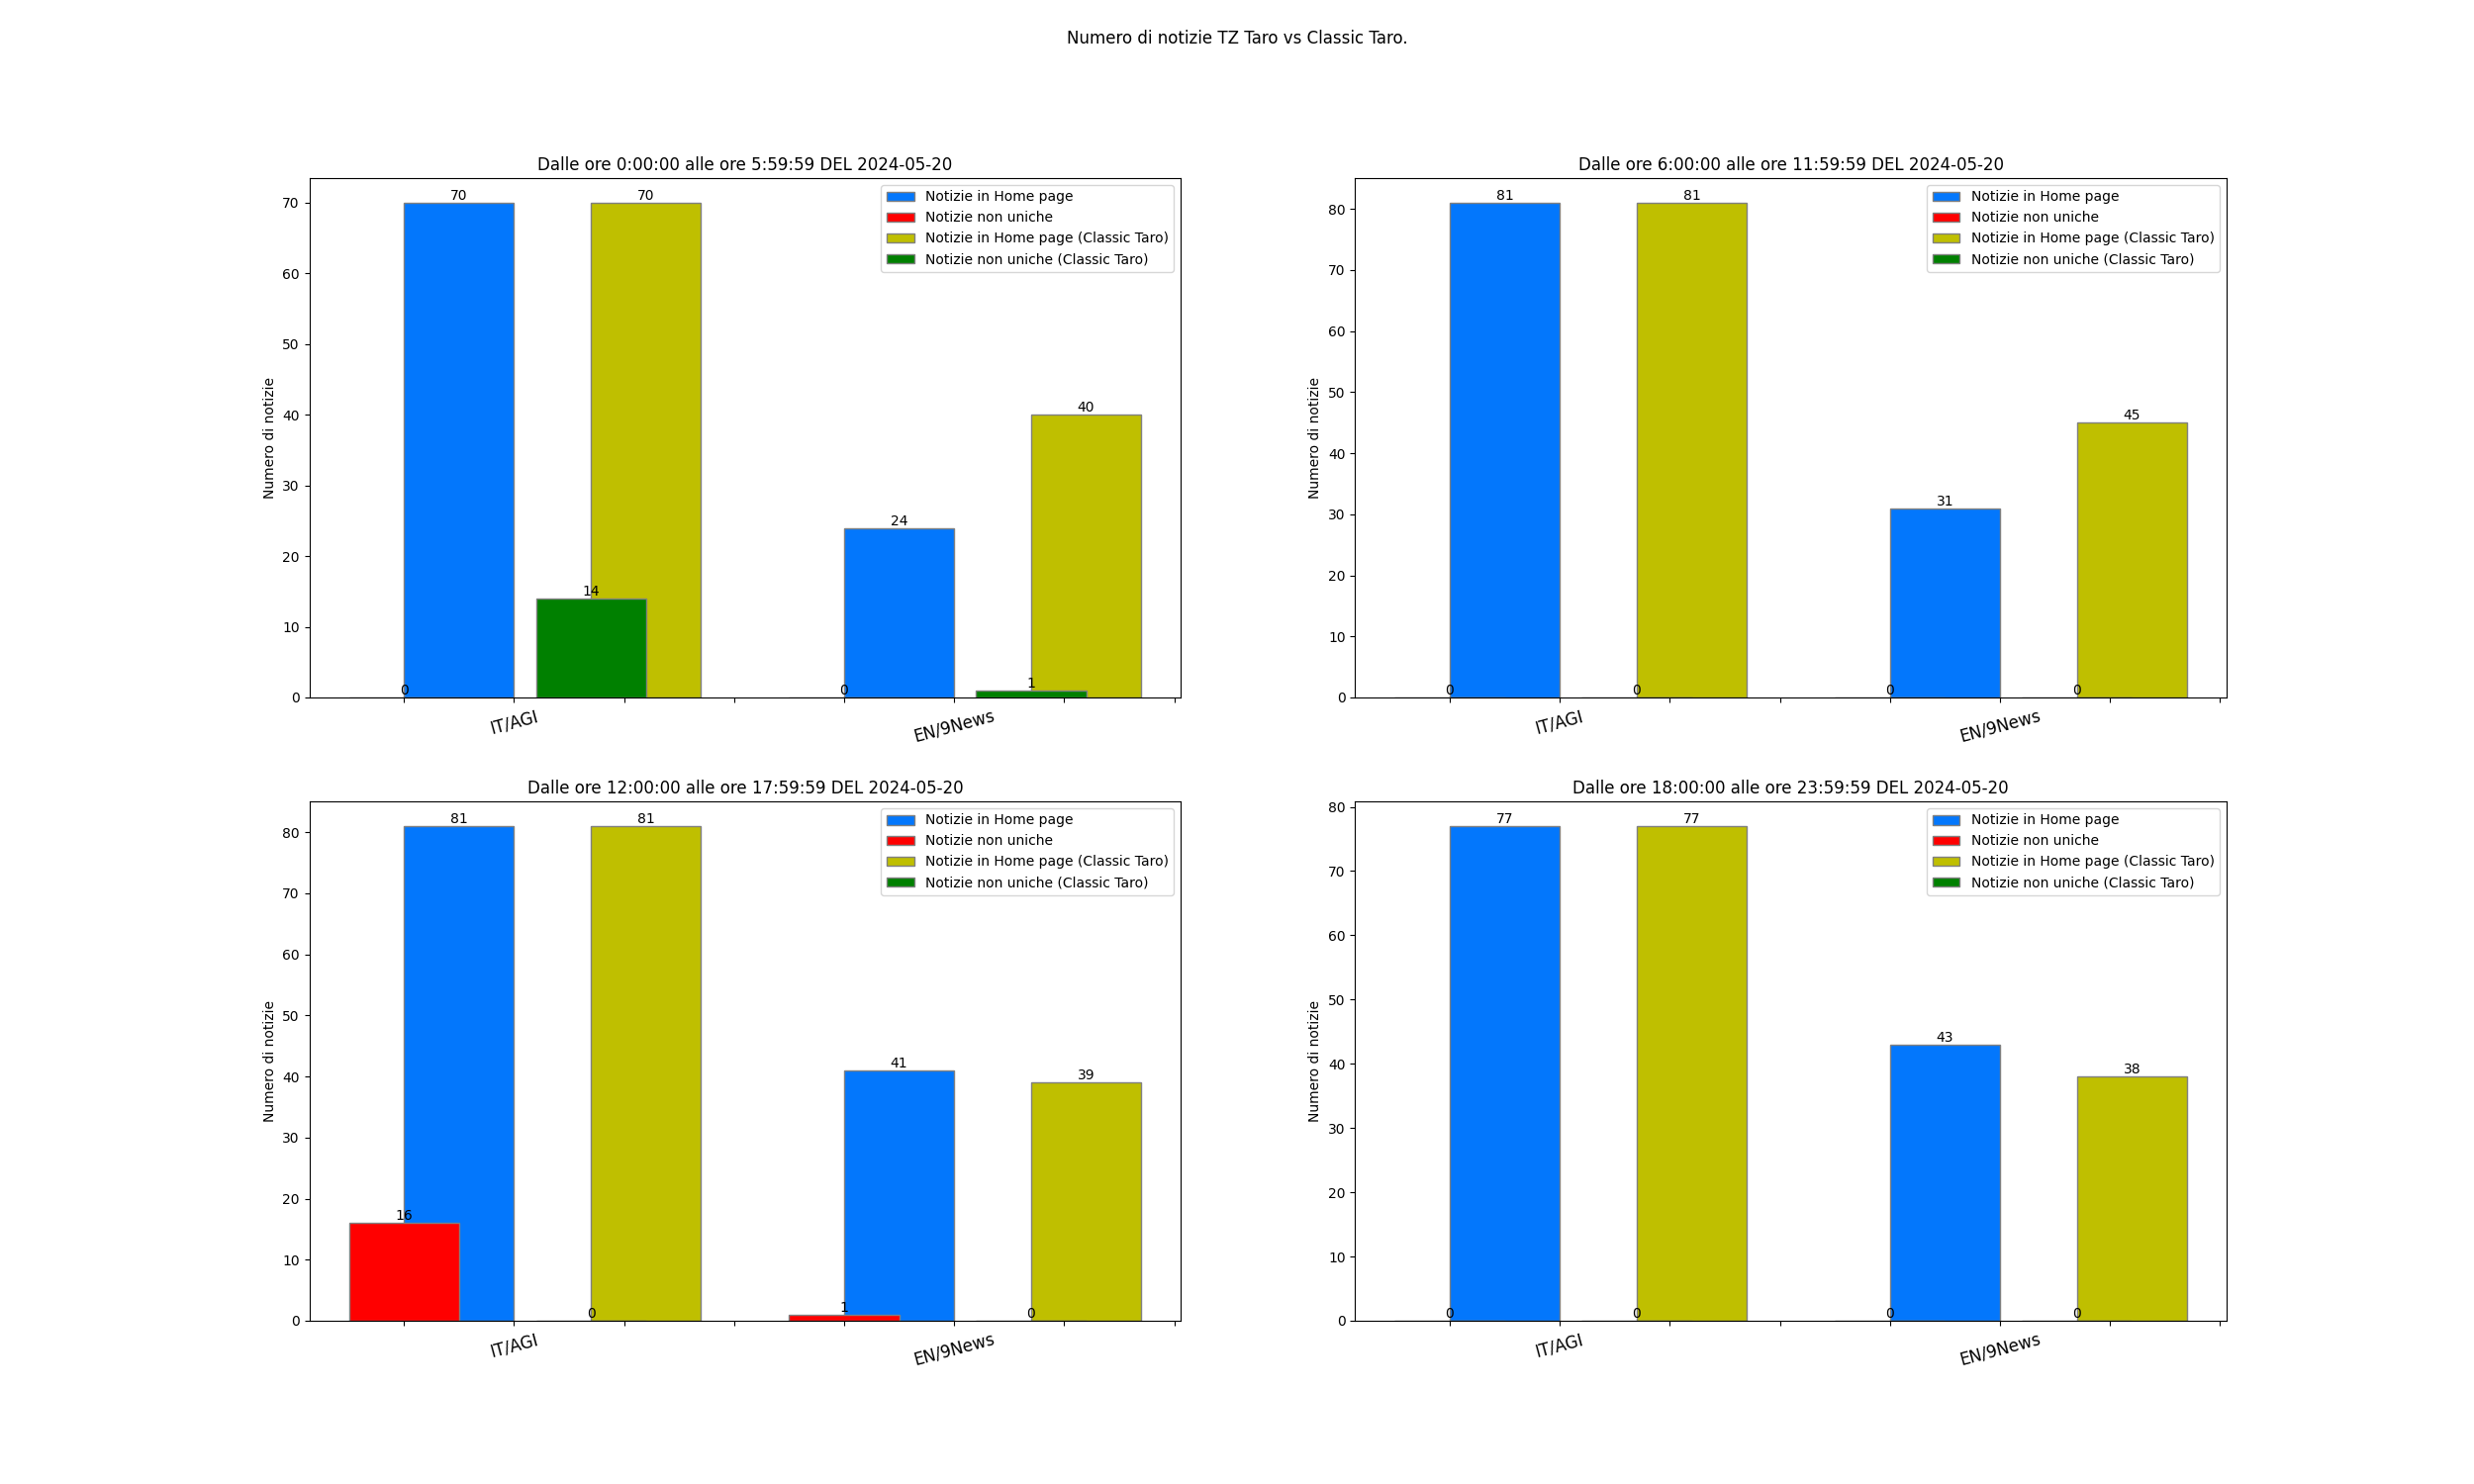 Numero di notizie TZ Taro vs Classic Taro.
Dalle ore 0:00:00 alle ore 5:59:59 DEL 2024-05-20
Numero di notizie
70
60
50
40
30
20
10
0
70
70
14
0
24
40
0
1
Notizie in Home page
Notizie non uniche
Notizie in Home page (Classic Taro)
Notizie non uniche (Classic Taro)
IT/AGI
EN/9News
Dalle ore 6:00:00 alle ore 11:59:59 DEL 2024-05-20
Numero di notizie
80
70
60
50
40
30
20
10
0
81
81
0
0
31
45
0
0
Notizie in Home page
Notizie non uniche
Notizie in Home page (Classic Taro)
Notizie non uniche (Classic Taro)
IT/AGI
EN/9News
Dalle ore 12:00:00 alle ore 17:59:59 DEL 2024-05-20
Numero di notizie
80
70
60
50
40
30
20
10
0
81
81
16
0
41
39
1
0
Notizie in Home page
Notizie non uniche
Notizie in Home page (Classic Taro)
Notizie non uniche (Classic Taro)
IT/AGI
EN/9News
Dalle ore 18:00:00 alle ore 23:59:59 DEL 2024-05-20
Numero di notizie
80
70
60
50
40
30
20
10
0
77
77
0
0
43
38
0
0
Notizie in Home page
Notizie non uniche
Notizie in Home page (Classic Taro)
Notizie non uniche (Classic Taro)
IT/AGI
EN/9News